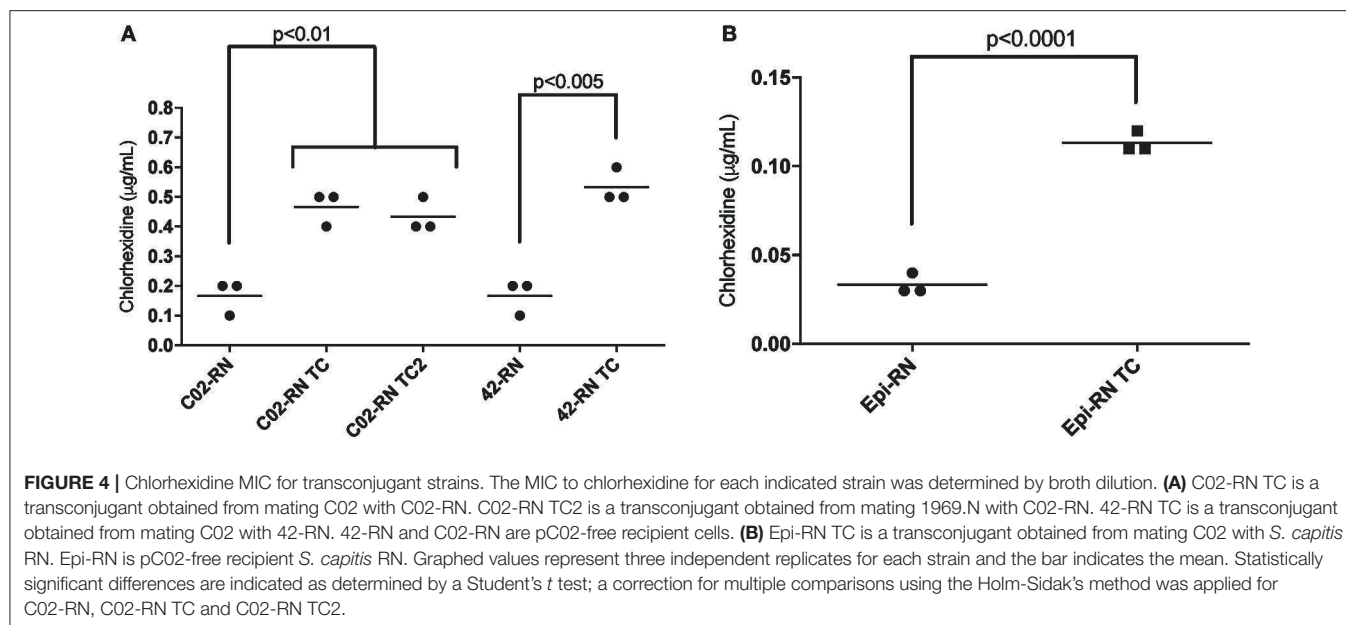 A
p<0.01
p<0.005
0.8
0.7
0.6
0.5
0.4
0.3
0.2
0.1
0.0
Chlorhexidine (μg/mL)
C02-RN
C02-RN TC
C02-RN TC2
42-RN
42-RN TC
B
p<0.0001
0.15
0.10
0.05
0.00
Chlorhexidine (μg/mL)
Epi-RN
Epi-RN TC
FIGURE 4 | Chlorhexidine MIC for transconjugant strains. The MIC to chlorhexidine for each indicated strain was determined by broth dilution. (A) C02-RN TC is a
transconjugant obtained from mating C02 with C02-RN. C02-RN TC2 is a transconjugant obtained from mating 1969.N with C02-RN. 42-RN TC is a transconjugant
obtained from mating C02 with 42-RN. 42-RN and C02-RN are pC02-free recipient cells. (B) Epi-RN TC is a transconjugant obtained from mating C02 with S. capitis
RN. Epi-RN is pC02-free recipient S. capitis RN. Graphed values represent three independent replicates for each strain and the bar indicates the mean. Statistically
significant differences are indicated as determined by a Student's t test; a correction for multiple comparisons using the Holm-Sidak's method was applied for
C02-RN, C02-RN TC and C02-RN TC2.